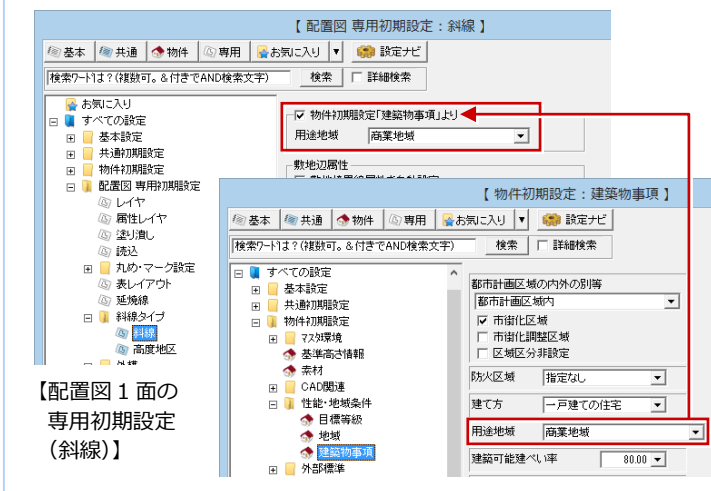 【 配置図 専用初期設定：斜線 】
基本 共通 物件 専用 お気に入り ▼ 設定ナビ
検索ワードは？(複数可。＆付きでAND検索文字) 検索 詳細検索
お気に入り
すべての設定
基本設定
共通初期設定
物件初期設定
配置図 専用初期設定
レイヤ
属性レイヤ
塗り潰し
読込
丸め・マーク設定
表レイアウト
延焼線
斜線タイプ
斜線
高度地区
物件初期設定「建築物事項」より
用途地域 商業地域
敷地辺属性
【 物件初期設定：建築物事項 】
基本 共通 物件 専用 お気に入り ▼ 設定ナビ
検索ワードは？(複数可。＆付きでAND検索文字) 検索 詳細検索
すべての設定
基本設定
共通初期設定
物件初期設定
マスタ環境
基準高さ情報
素材
CAD関連
性能・地域条件
目標等級
地域
建築物事項
外部標準
都市計画区域の内外の別等
都市計画区域内
市街化区域
市街化調整区域
区域区分非設定
防火区域 指定なし
建て方 一戸建ての住宅
用途地域 商業地域
建築可能建ぺい率 80.00
【配置図１面の
専用初期設定
（斜線）】